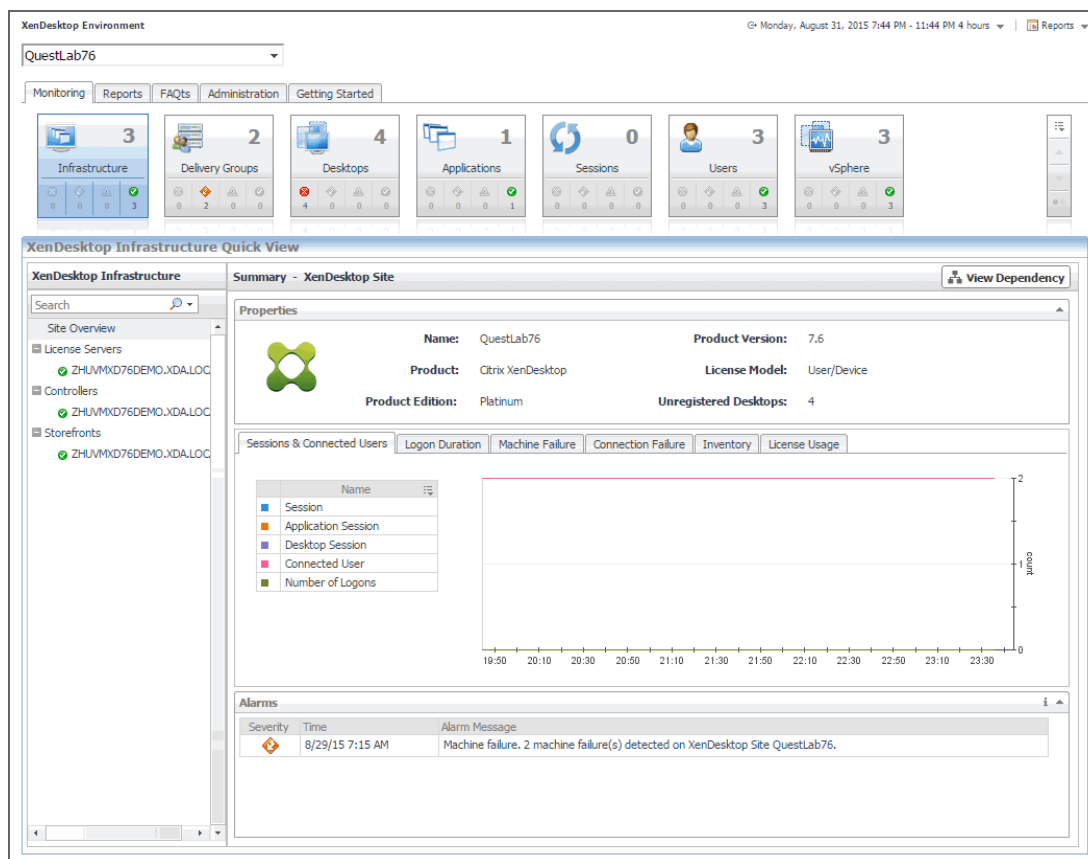 XenDesktop Environment
Monday, August 31, 2015 7:44 PM - 11:44 PM 4 hours
Reports
QuestLab76
Monitoring Reports FAQts Administration Getting Started
3 2 4 1 0 3 3
Infrastructure Delivery Groups Desktops Applications Sessions Users vSphere
0 0 0 3 0 2 0 0 4 0 0 0 0 0 0 1 0 0 0 0 0 0 0 3 0 0 0 3
XenDesktop Infrastructure Quick View
XenDesktop Infrastructure
Search
Site Overview
License Servers
ZHUVMXD76DEMO.XDA.LOC
Controllers
ZHUVMXD76DEMO.XDA.LOC
Storefronts
ZHUVMXD76DEMO.XDA.LOC
Summary - XenDesktop Site
View Dependency
Properties
Name: QuestLab76 Product Version: 7.6
Product: Citrix XenDesktop License Model: User/Device
Product Edition: Platinum Unregistered Desktops: 4
Sessions & Connected Users Logon Duration Machine Failure Connection Failure Inventory License Usage
Name
Session
Application Session
Desktop Session
Connected User
Number of Logons
2
1
0
count
19:50 20:10 20:30 20:50 21:10 21:30 21:50 22:10 22:30 22:50 23:10 23:30
Alarms
i
Severity Time Alarm Message
8/29/15 7:15 AM Machine failure. 2 machine failure(s) detected on XenDesktop Site QuestLab76.